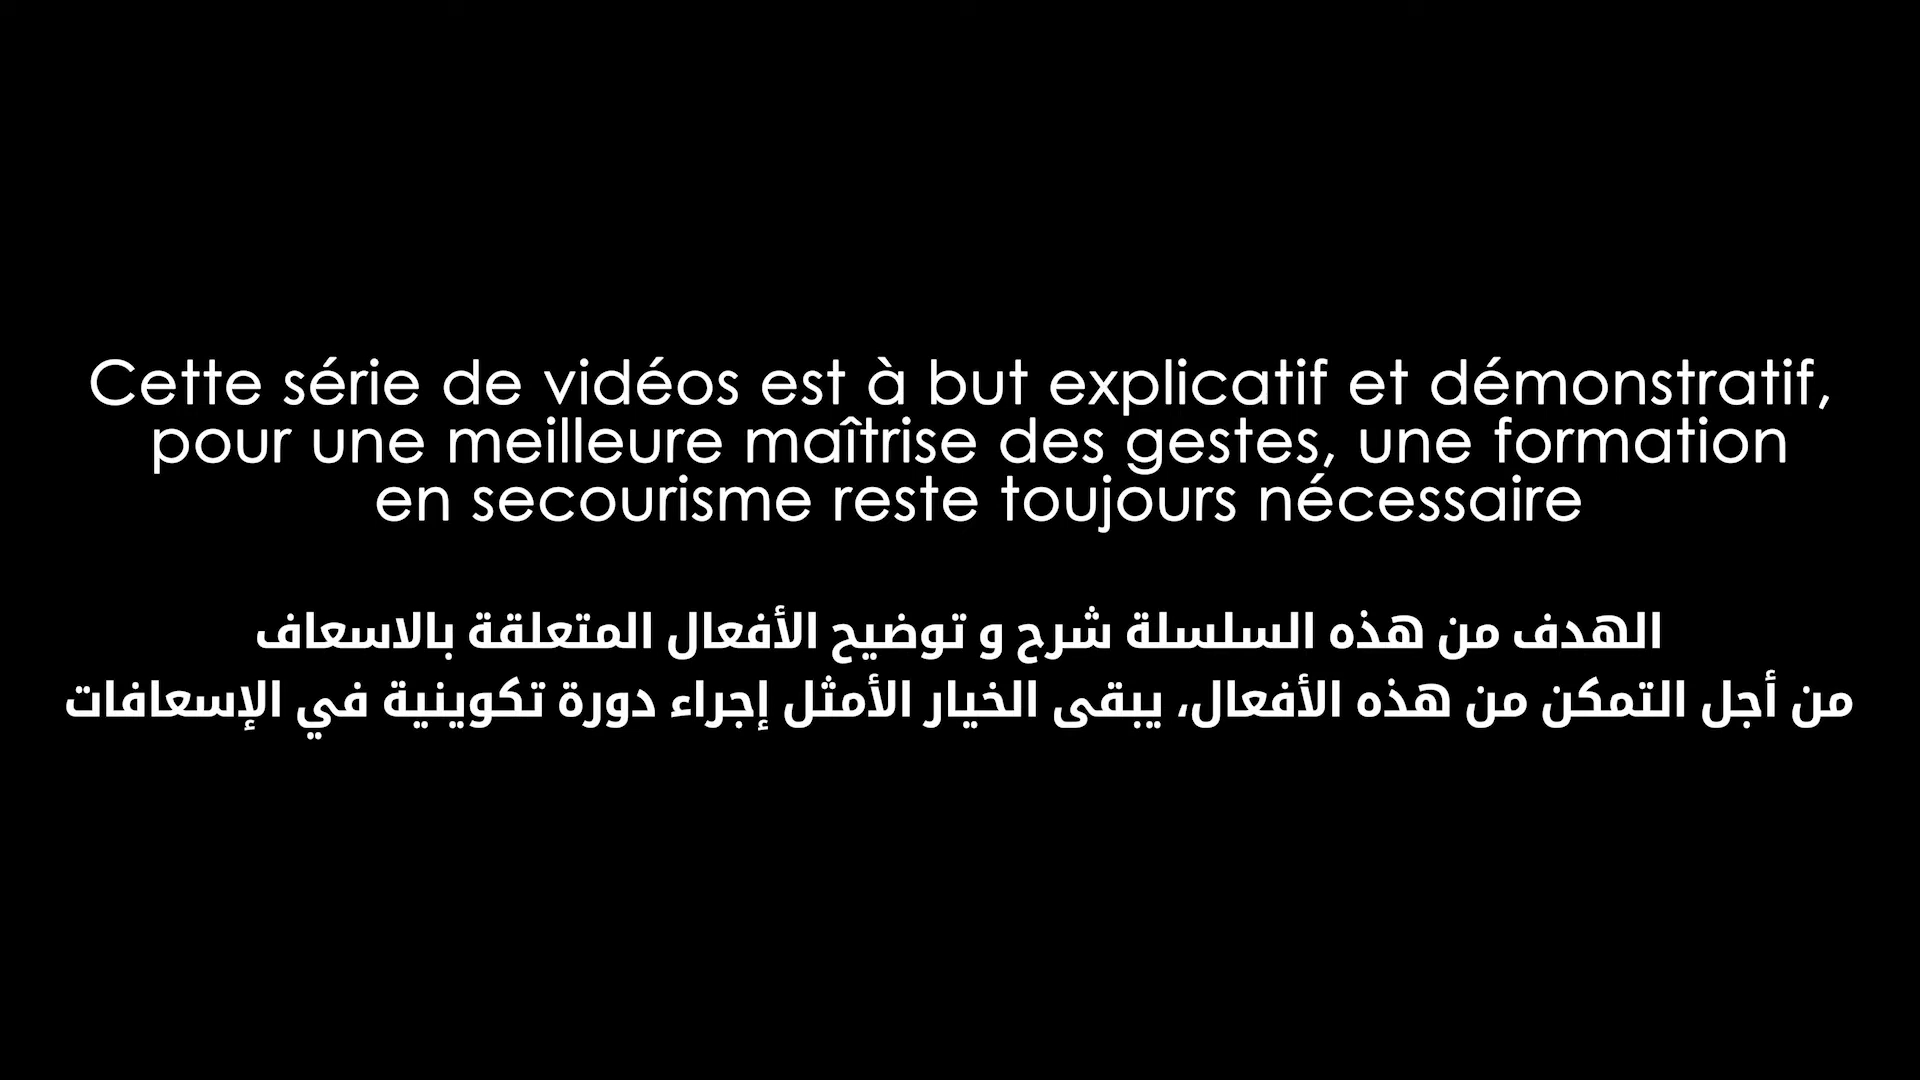 Cette série de vidéos est à but explicatif et démonstratif,
pour une meilleure maîtrise des gestes, une formation
en secourisme reste toujours nécessaire
الهدف من هذه السلسلة شرح و توضيح الأفعال المتعلقة بالاسعاف
من أجل التمكن من هذه الأفعال، يبقى الخيار الأمثل إجراء دورة تكوينية في الإسعافات